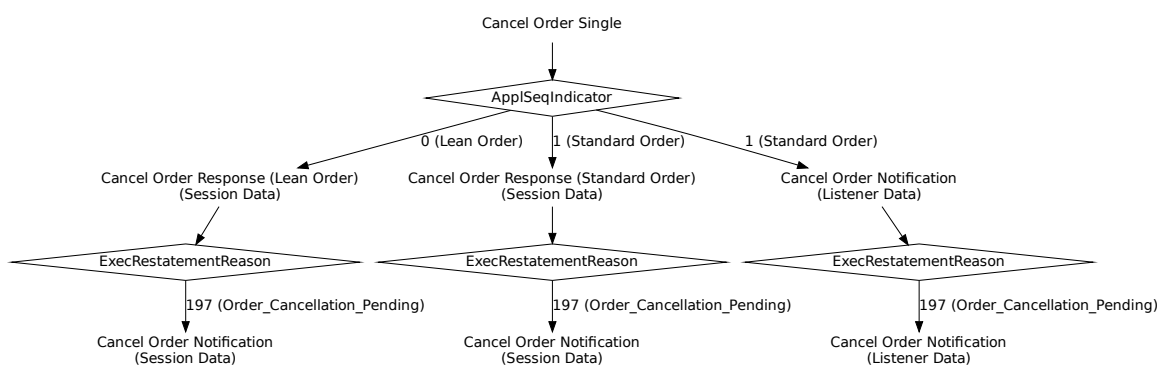 Cancel Order Single
ApplSeqIndicator
0 (Lean Order)
1 (Standard Order)
1 (Standard Order)
Cancel Order Response (Lean Order)
(Session Data)
Cancel Order Response (Standard Order)
(Session Data)
Cancel Order Notification
(Listener Data)
ExecRestatementReason
ExecRestatementReason
ExecRestatementReason
197 (Order_Cancellation_Pending)
197 (Order_Cancellation_Pending)
197 (Order_Cancellation_Pending)
Cancel Order Notification
(Session Data)
Cancel Order Notification
(Session Data)
Cancel Order Notification
(Listener Data)